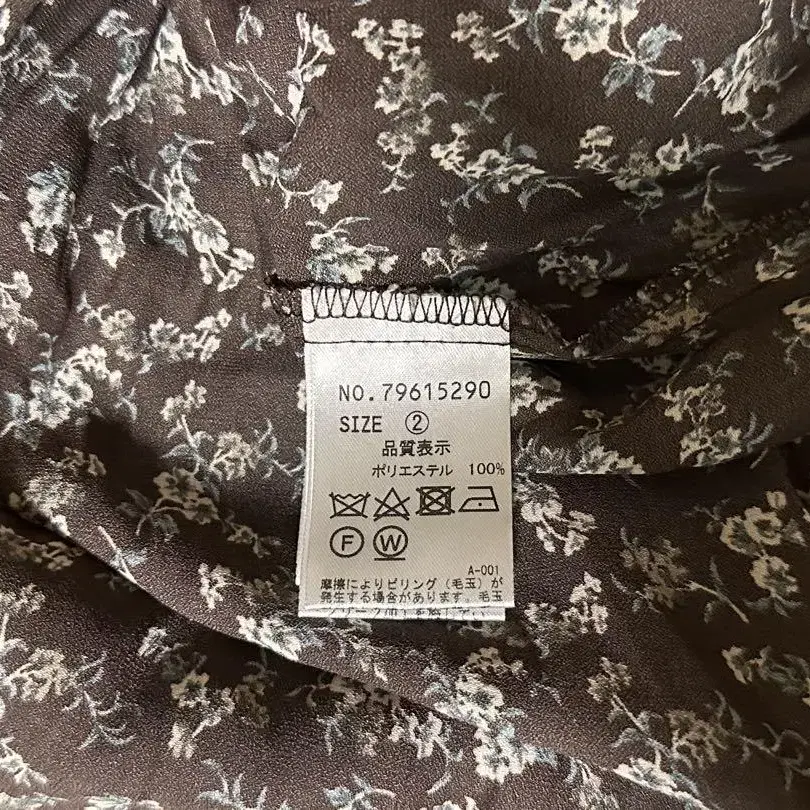 NO.79615290
SIZE ②
品質表示
ポリエステル 100%
F W
A-001
摩擦によりピリング(毛玉)が
発生する場合があります。毛玉